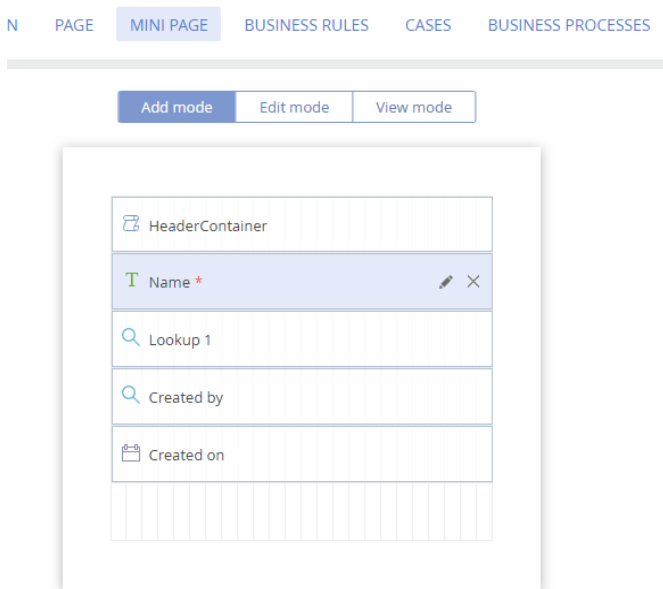 N PAGE MINI PAGE BUSINESS RULES CASES BUSINESS PROCESSES
Add mode Edit mode View mode
HeaderContainer
T Name *
Lookup 1
Created by
Created on